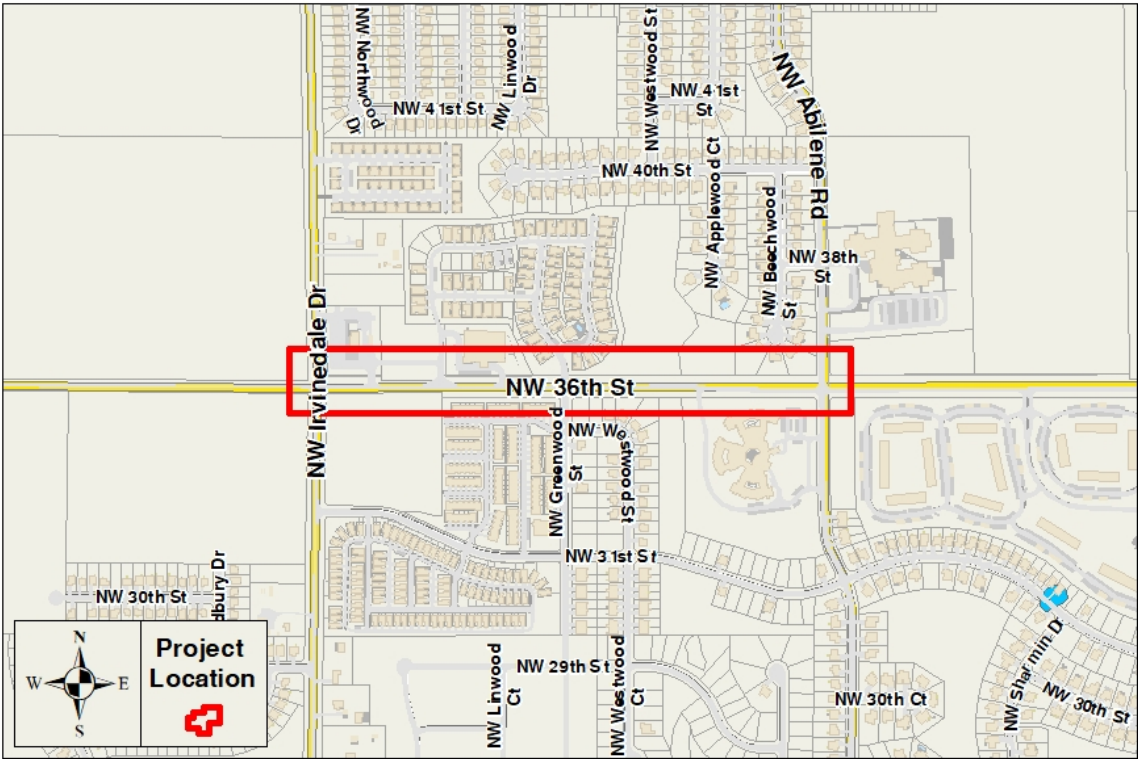 NW Northwood
Dr
NW 41st St
NW Linwood
Dr
NW Westwood St
NW 41st
St
NW Abilene Rd
NW 40th St
NW Applewood Ct
NW Beechwood
St
NW 38th
St
NW Irvinedale Dr
NW 36th St
NW Greenwood
St
NW Westwood St
NW 31st St
NW 30th St
dbury Dr
NW 29th St
NW Linwood
Ct
NW Westwood
Ct
NW 30th Ct
NW Sharmin D
NW 30th St
N
W
E
S
Project
Location